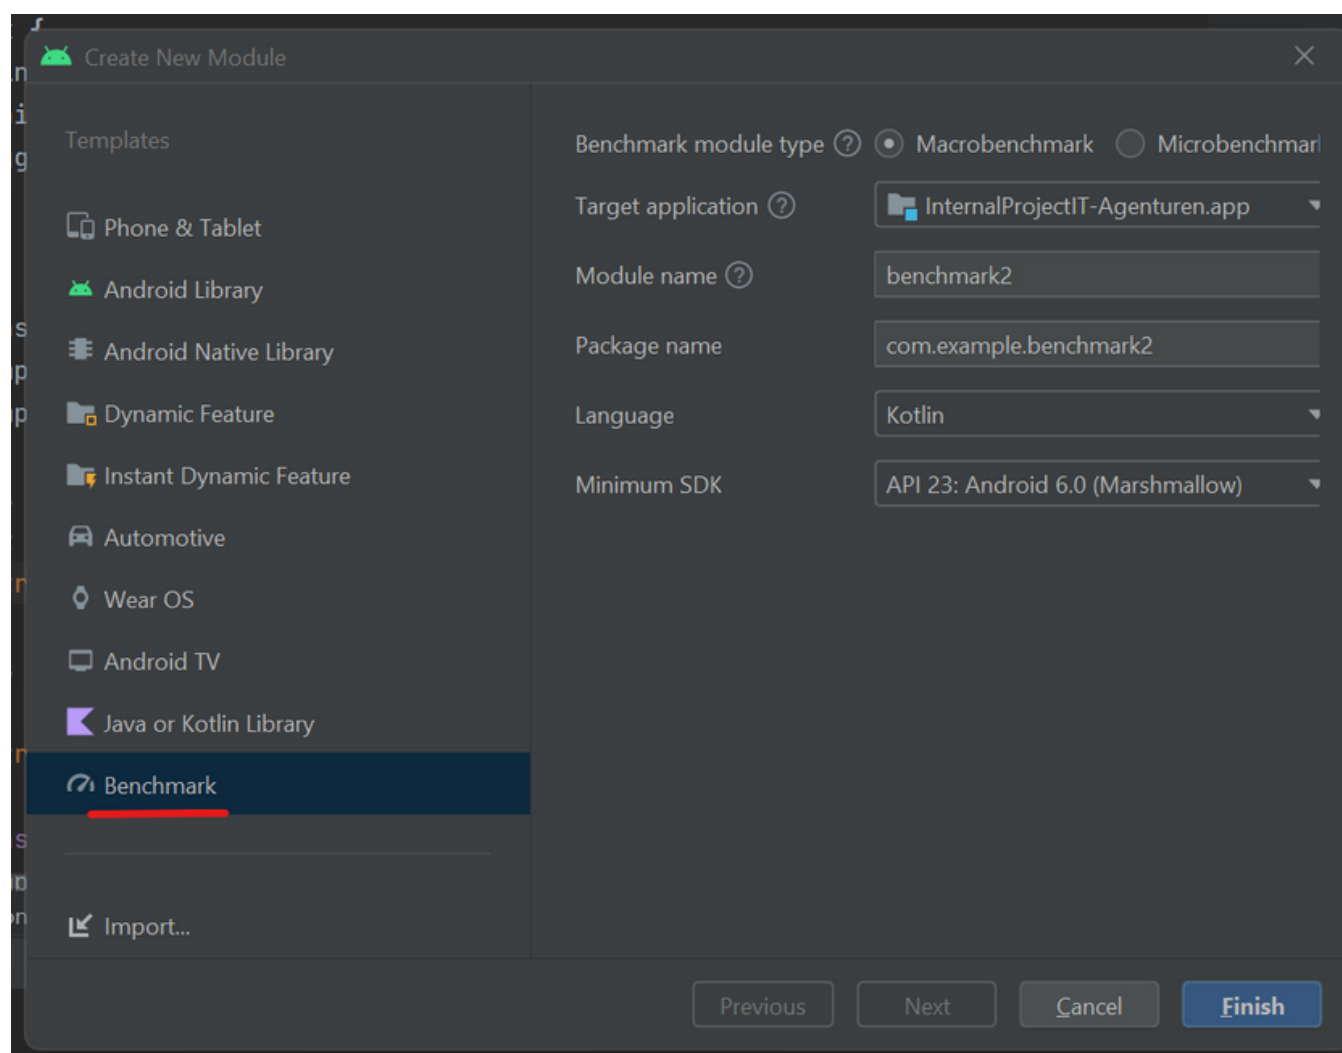 Create New Module
Templates
Phone & Tablet
Android Library
Android Native Library
Dynamic Feature
Instant Dynamic Feature
Automotive
Wear OS
Android TV
Java or Kotlin Library
Benchmark
Import...
Benchmark module type ? Macrobenchmark
Target application ? InternalProjectIT-Agenturen.app
Module name ? benchmark2
Package name com.example.benchmark2
Language Kotlin
Minimum SDK API 23: Android 6.0 (Marshmallow)
Previous Next Cancel Finish